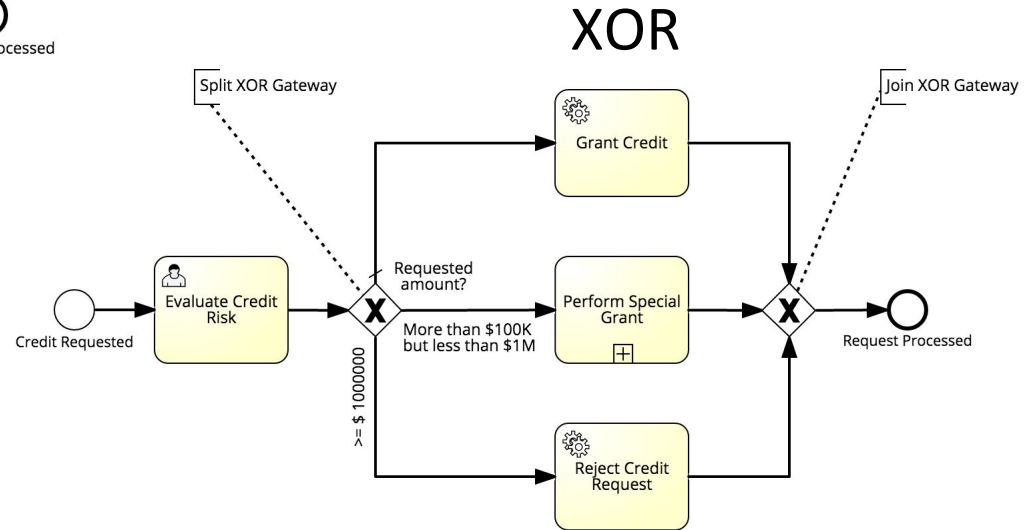 XOR
ocessed
Split XOR Gateway
Join XOR Gateway
Grant Credit
Requested
amount?
Evaluate Credit
Risk
X
Perform Special
Grant
X
Credit Requested
More than $100K
but less than $1M
Request Processed
>= $ 1000000
Reject Credit
Request